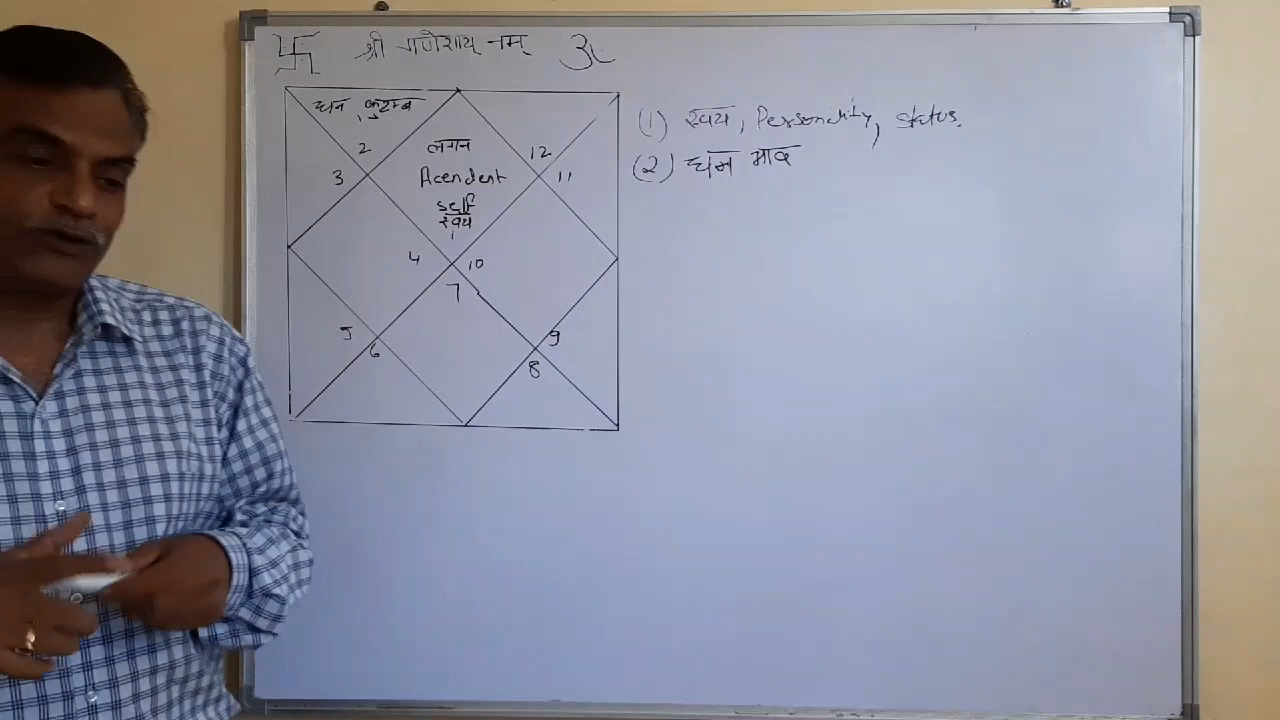 श्री गणेशाय नम्
धन, कुटुम्ब
2
लगन
12
3
Acendent
11
self
स्वयं
1
4
10
7
5
9
6
8
(1) स्वयं, Personality, status.
(२) धन भाव